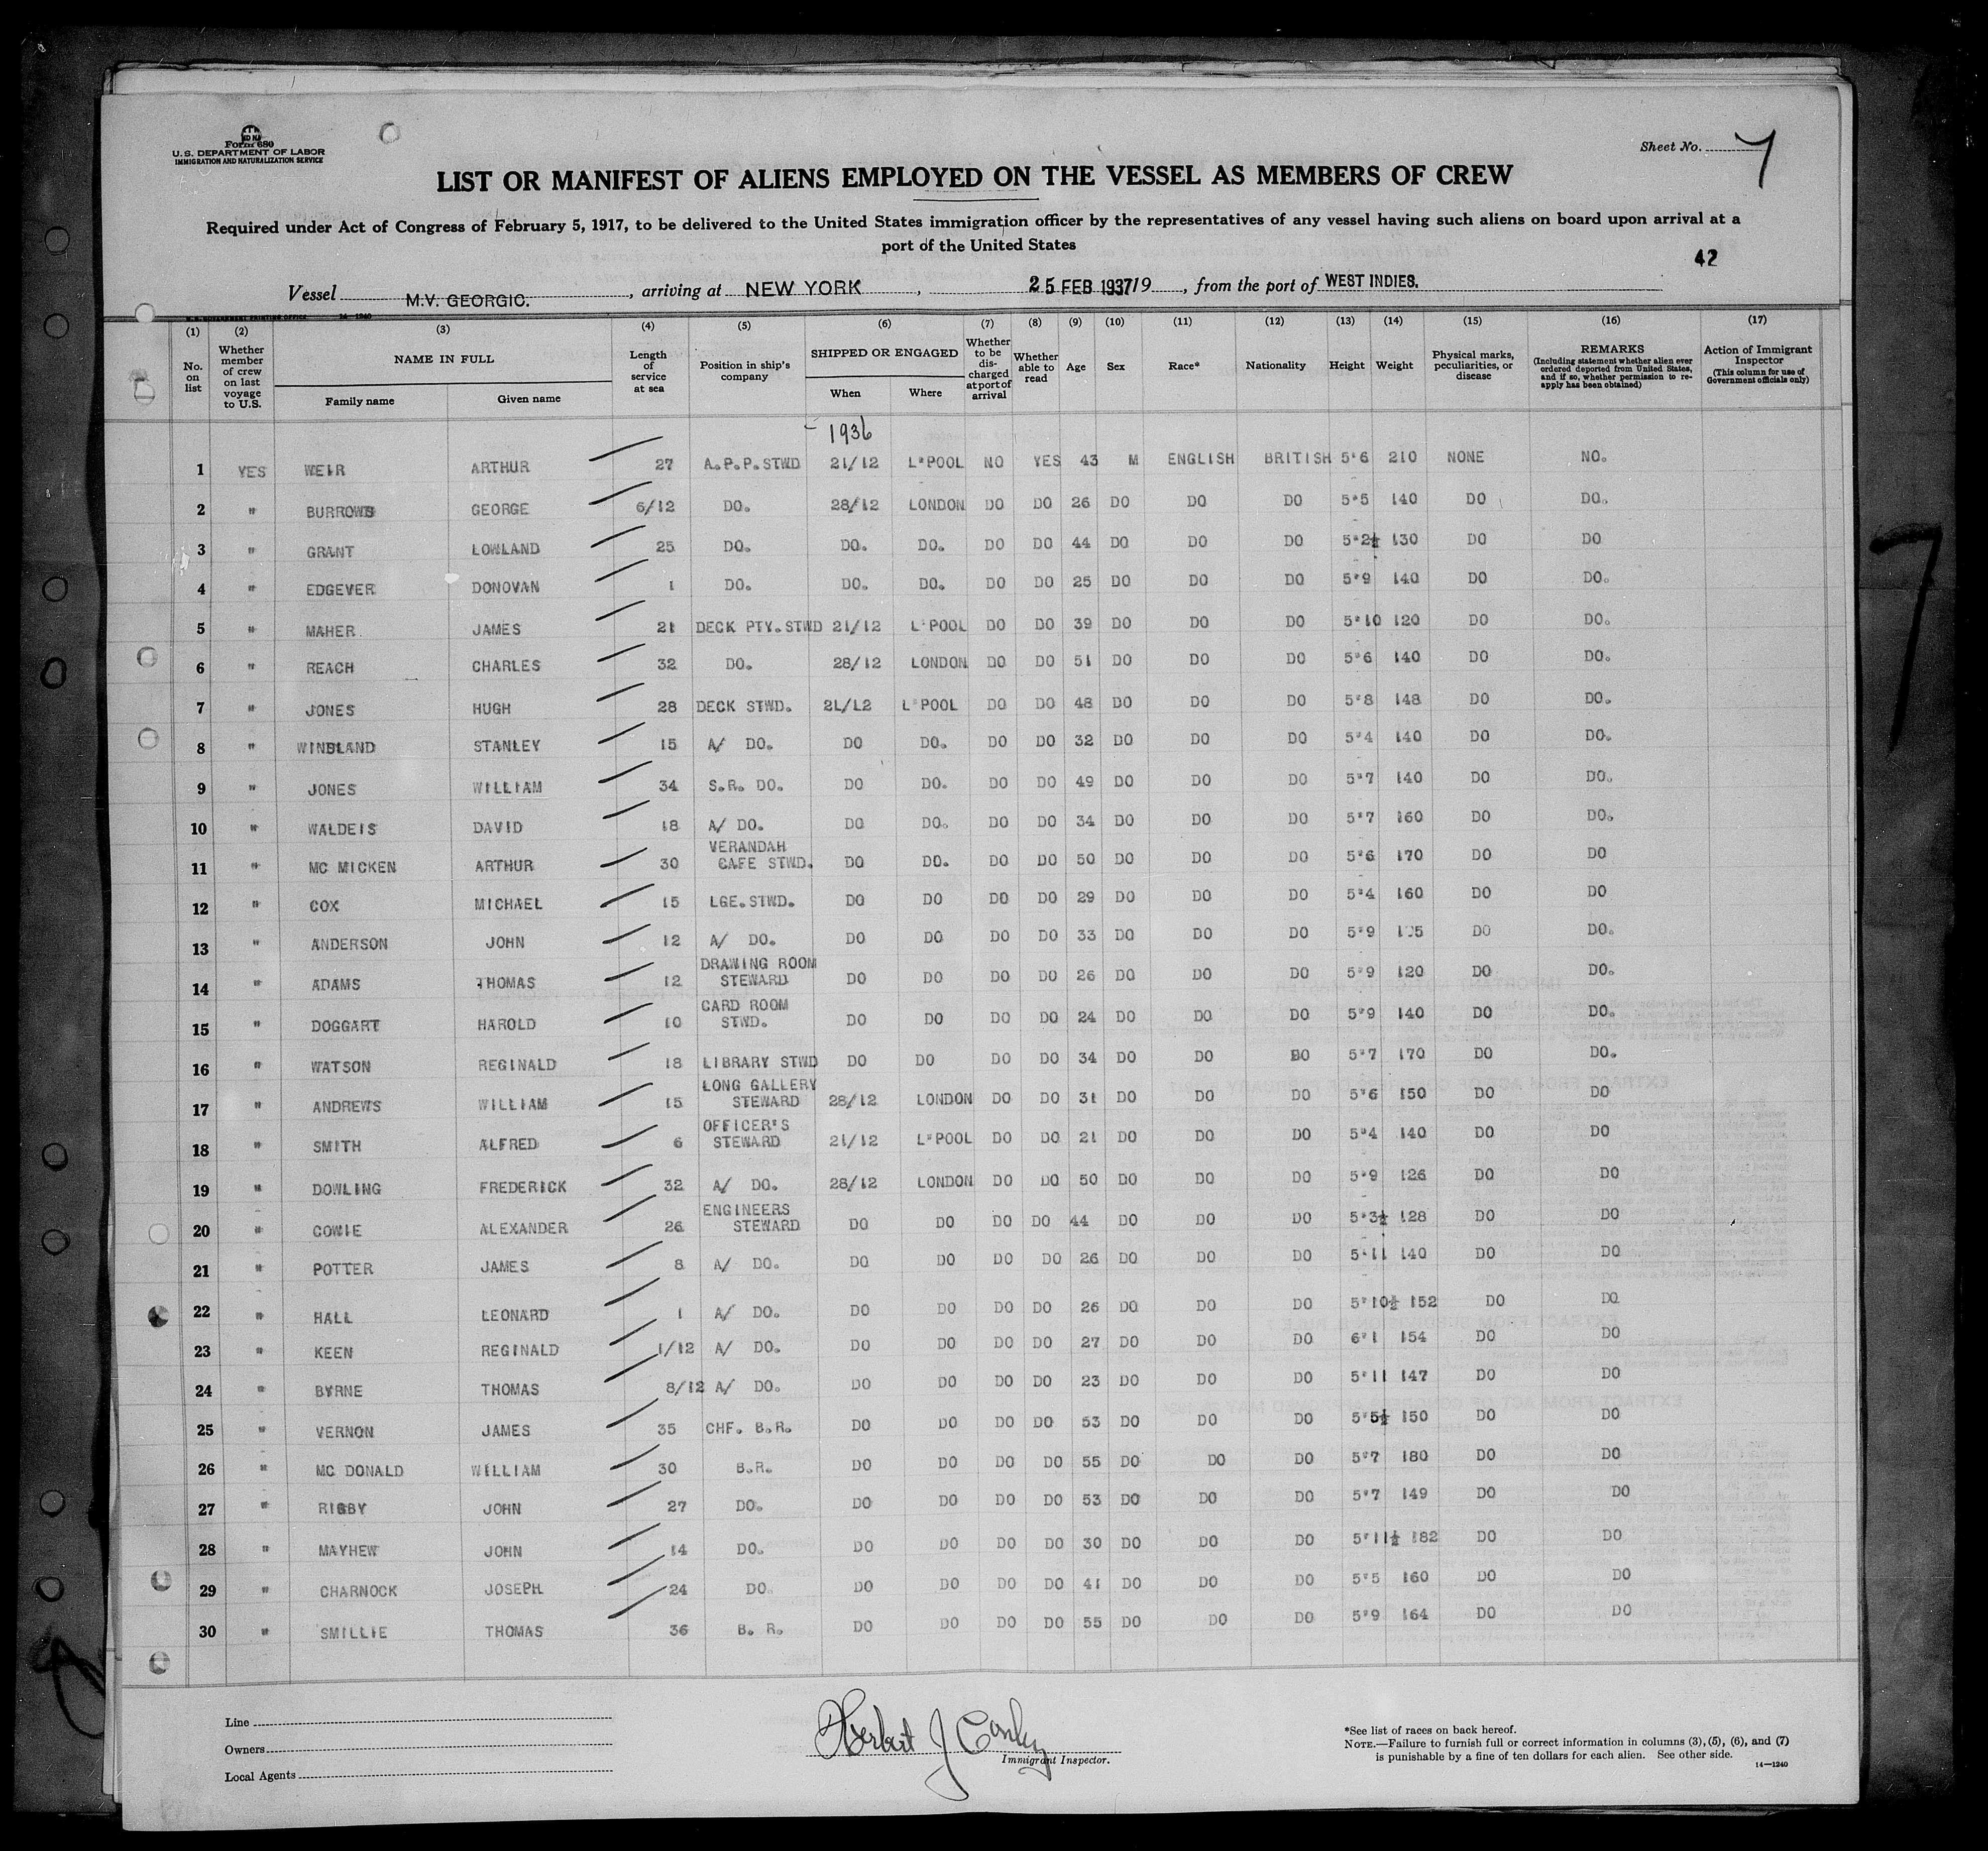 Form 680
U.S. DEPARTMENT OF LABOR
IMMIGRATION AND NATURALIZATION SERVICE
Sheet No. 7
LIST OR MANIFEST OF ALIENS EMPLOYED ON THE VESSEL AS MEMBERS OF CREW
Required under Act of Congress of February 5, 1917, to be delivered to the United States immigration officer by the representatives of any vessel having such aliens on board upon arrival at a
port of the United States
42
Vessel M.V. GEORGIC. , arriving at NEW YORK , 25 FEB 1937 19 , from the port of WEST INDIES.
(1) (2) (3) (4) (5) (6) (7) (8) (9) (10) (11) (12) (13) (14) (15) (16) (17)
No. on list
Whether member of crew on last voyage to U.S.
NAME IN FULL
Family name Given name
Length of service at sea
Position in ship's company
SHIPPED OR ENGAGED
When Where
Whether to be discharged at port of arrival
Whether able to read
Age Sex Race* Nationality Height Weight
Physical marks, peculiarities, or disease
REMARKS
(Including statement whether alien ever ordered deported from United States, and if so, whether permission to re-apply has been obtained)
Action of Immigrant Inspector
(This column for use of Government officials only)
1936
1 YES WEIR ARTHUR 27 A.P.P.STWD 21/12 L'POOL NO YES 43 M ENGLISH BRITISH 5'6 210 NONE NO.
2 " BURROWS GEORGE 6/12 DO. 28/12 LONDON DO DO 26 DO DO DO 5'5 140 DO DO.
3 " GRANT LOWLAND 25 DO. DO. DO. DO DO 44 DO DO DO 5'2½ 130 DO DO
4 " EDGEVER DONOVAN 1 DO. DO. DO. DO DO 25 DO DO DO 5'9 140 DO DO.
5 " MAHER JAMES 21 DECK PTY.STWD 21/12 L'POOL DO DO 39 DO DO DO 5'10 120 DO DO.
6 " REACH CHARLES 32 DO. 28/12 LONDON DO DO 51 DO DO DO 5'6 140 DO DO.
7 " JONES HUGH 28 DECK STWD. 2L/L2 L'POOL DO DO 48 DO DO DO 5'8 148 DO DO.
8 " STANLEY 15 A/ DO. DO DO. DO DO 32 DO DO DO 5'4 140 DO DO.
9 " JONES WILLIAM 34 S.R. DO. DO DO. DO DO 49 DO DO DO 5'7 140 DO DO.
10 " WALDEIS DAVID 18 A/ DO. DO DO. DO DO 34 DO DO DO 5'7 160 DO DO.
11 " MC MICKEN ARTHUR 30 VERANDAH CAFE STWD. DO DO. DO DO 50 DO DO DO 5'6 170 DO DO
12 " COX MICHAEL 15 LGE.STWD. DO DO DO DO 29 DO DO DO 5'4 160 DO DO
13 " ANDERSON JOHN 12 A/ DO. DO DO DO DO 33 DO DO DO 5'9 DO DO.
14 " ADAMS THOMAS 12 DRAWING ROOM STEWARD DO DO DO DO 26 DO DO DO 5'9 120 DO DO.
15 " DOGGART HAROLD 10 CARD ROOM STWD. DO DO DO DO 24 DO DO DO 5'9 140 DO DO.
16 " WATSON REGINALD 18 LIBRARY STWD DO DO DO DO 34 DO DO DO 5'7 170 DO DO.
17 " ANDREWS WILLIAM 15 LONG GALLERY STEWARD 28/12 LONDON DO DO 31 DO DO DO 5'6 150 DO DO
18 " SMITH ALFRED 6 OFFICER'S STEWARD 21/12 L'POOL DO DO 21 DO DO DO 5'4 140 DO DO
19 " DOWLING FREDERICK 32 A/ DO. 28/12 LONDON DO DO 50 DO DO DO 5'9 126 DO DO
20 " COWIE ALEXANDER 26 ENGINEERS STEWARD DO DO DO DO 44 DO DO DO 5'3½ 128 DO DO
21 " POTTER JAMES 8 A/ DO. DO DO DO DO 26 DO DO DO 5'11 140 DO DO
22 " HALL LEONARD 1 A/ DO. DO DO DO DO 26 DO DO DO 5'10½ 152 DO DO
23 " KEEN REGINALD 1/12 A/ DO. DO DO DO DO 27 DO DO DO 6'1 154 DO DO
24 " BYRNE THOMAS 8/12 A/ DO. DO DO DO DO 23 DO DO DO 5'11 147 DO DO
25 " VERNON JAMES 35 CHF. B.R. DO DO DO DO 53 DO DO DO 5'5½ 150 DO DO
26 " MC DONALD WILLIAM 30 B.R. DO DO DO DO 55 DO DO DO 5'7 180 DO DO
27 " RIGBY JOHN 27 DO. DO DO DO DO 53 DO DO DO 5'7 149 DO DO
28 " MAYHEW JOHN 14 DO. DO DO DO DO 30 DO DO DO 5'11½ 182 DO DO
29 " CHARNOCK JOSEPH 24 DO. DO DO DO DO 41 DO DO DO 5'5 160 DO DO
30 " SMILLIE THOMAS 36 B. R. DO DO DO DO 55 DO DO DO 5'9 164 DO DO
7
Line
Owners
Local Agents
Herbert J Conley
Immigrant Inspector.
*See list of races on back hereof.
NOTE.—Failure to furnish full or correct information in columns (3), (5), (6), and (7)
is punishable by a fine of ten dollars for each alien. See other side.
14—1240